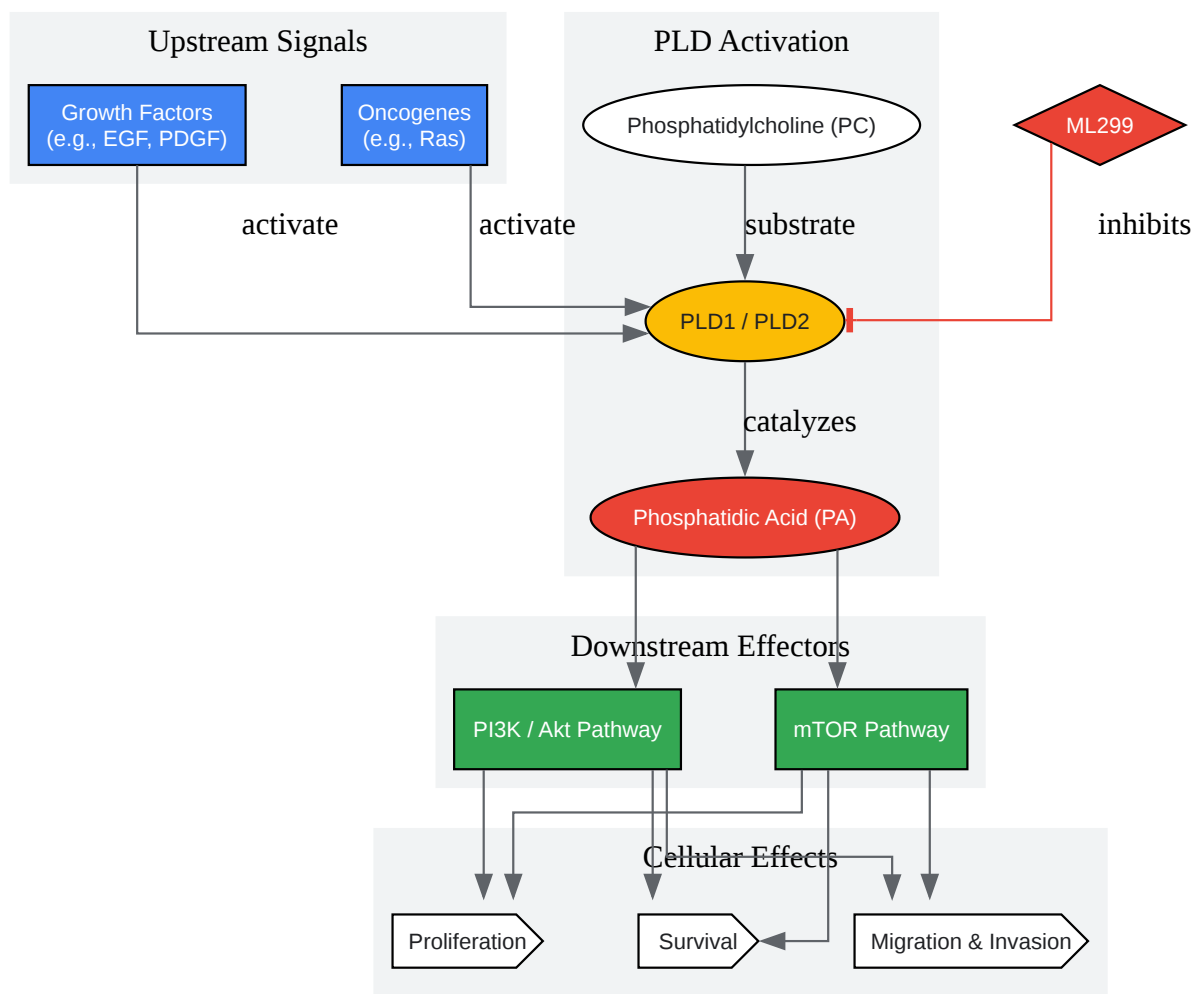 Upstream Signals
PLD Activation
Growth Factors
(e.g., EGF, PDGF)
Oncogenes
(e.g., Ras)
Phosphatidylcholine (PC)
ML299
activate
activate
substrate
inhibits
PLD1 / PLD2
catalyzes
Phosphatidic Acid (PA)
Downstream Effectors
PI3K / Akt Pathway
mTOR Pathway
Cellular Effects
Proliferation
Survival
Migration & Invasion